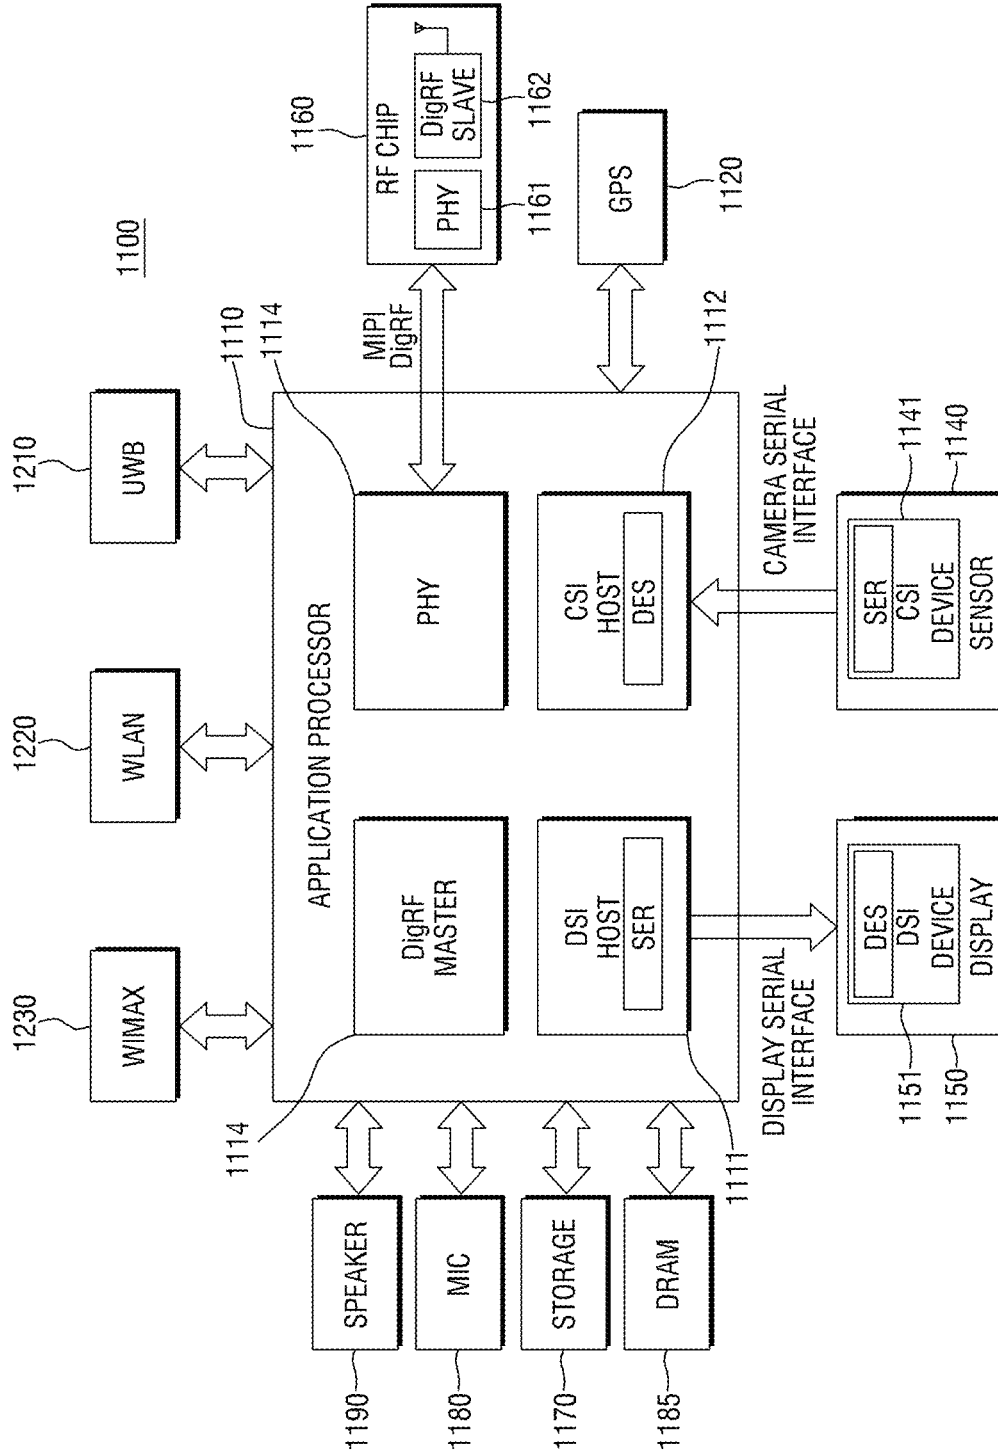 1100
1210
UWB
1220
WLAN
1230
WIMAX
1110
1114
APPLICATION PROCESSOR
1114
DigRF
MASTER
PHY
MIPI
DigRF
1160
RF CHIP
PHY
DigRF
SLAVE
1161
1162
GPS
1120
1190
SPEAKER
1180
MIC
1170
STORAGE
1185
DRAM
DSI
HOST
SER
1111
CSI
HOST
DES
1112
DISPLAY SERIAL
INTERFACE
CAMERA SERIAL
INTERFACE
1151
1150
DES
DSI
DEVICE
DISPLAY
SER
CSI
DEVICE
SENSOR
1141
1140